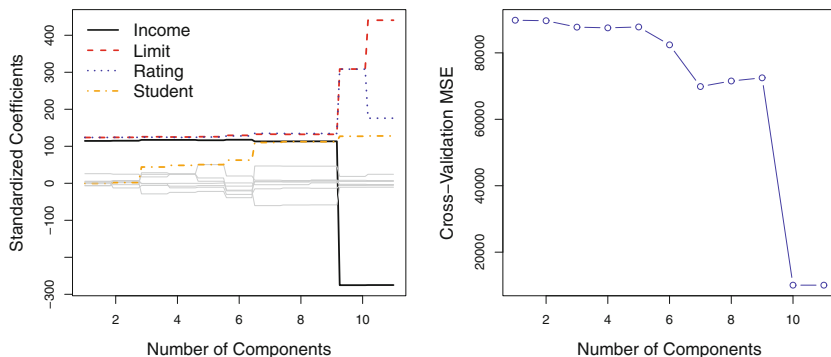 Income
Limit
Rating
Student
Standardized Coefficients
-300 -100 0 100 200 300 400
2 4 6 8 10
Number of Components
Cross-Validation MSE
20000 40000 60000 80000
2 4 6 8 10
Number of Components